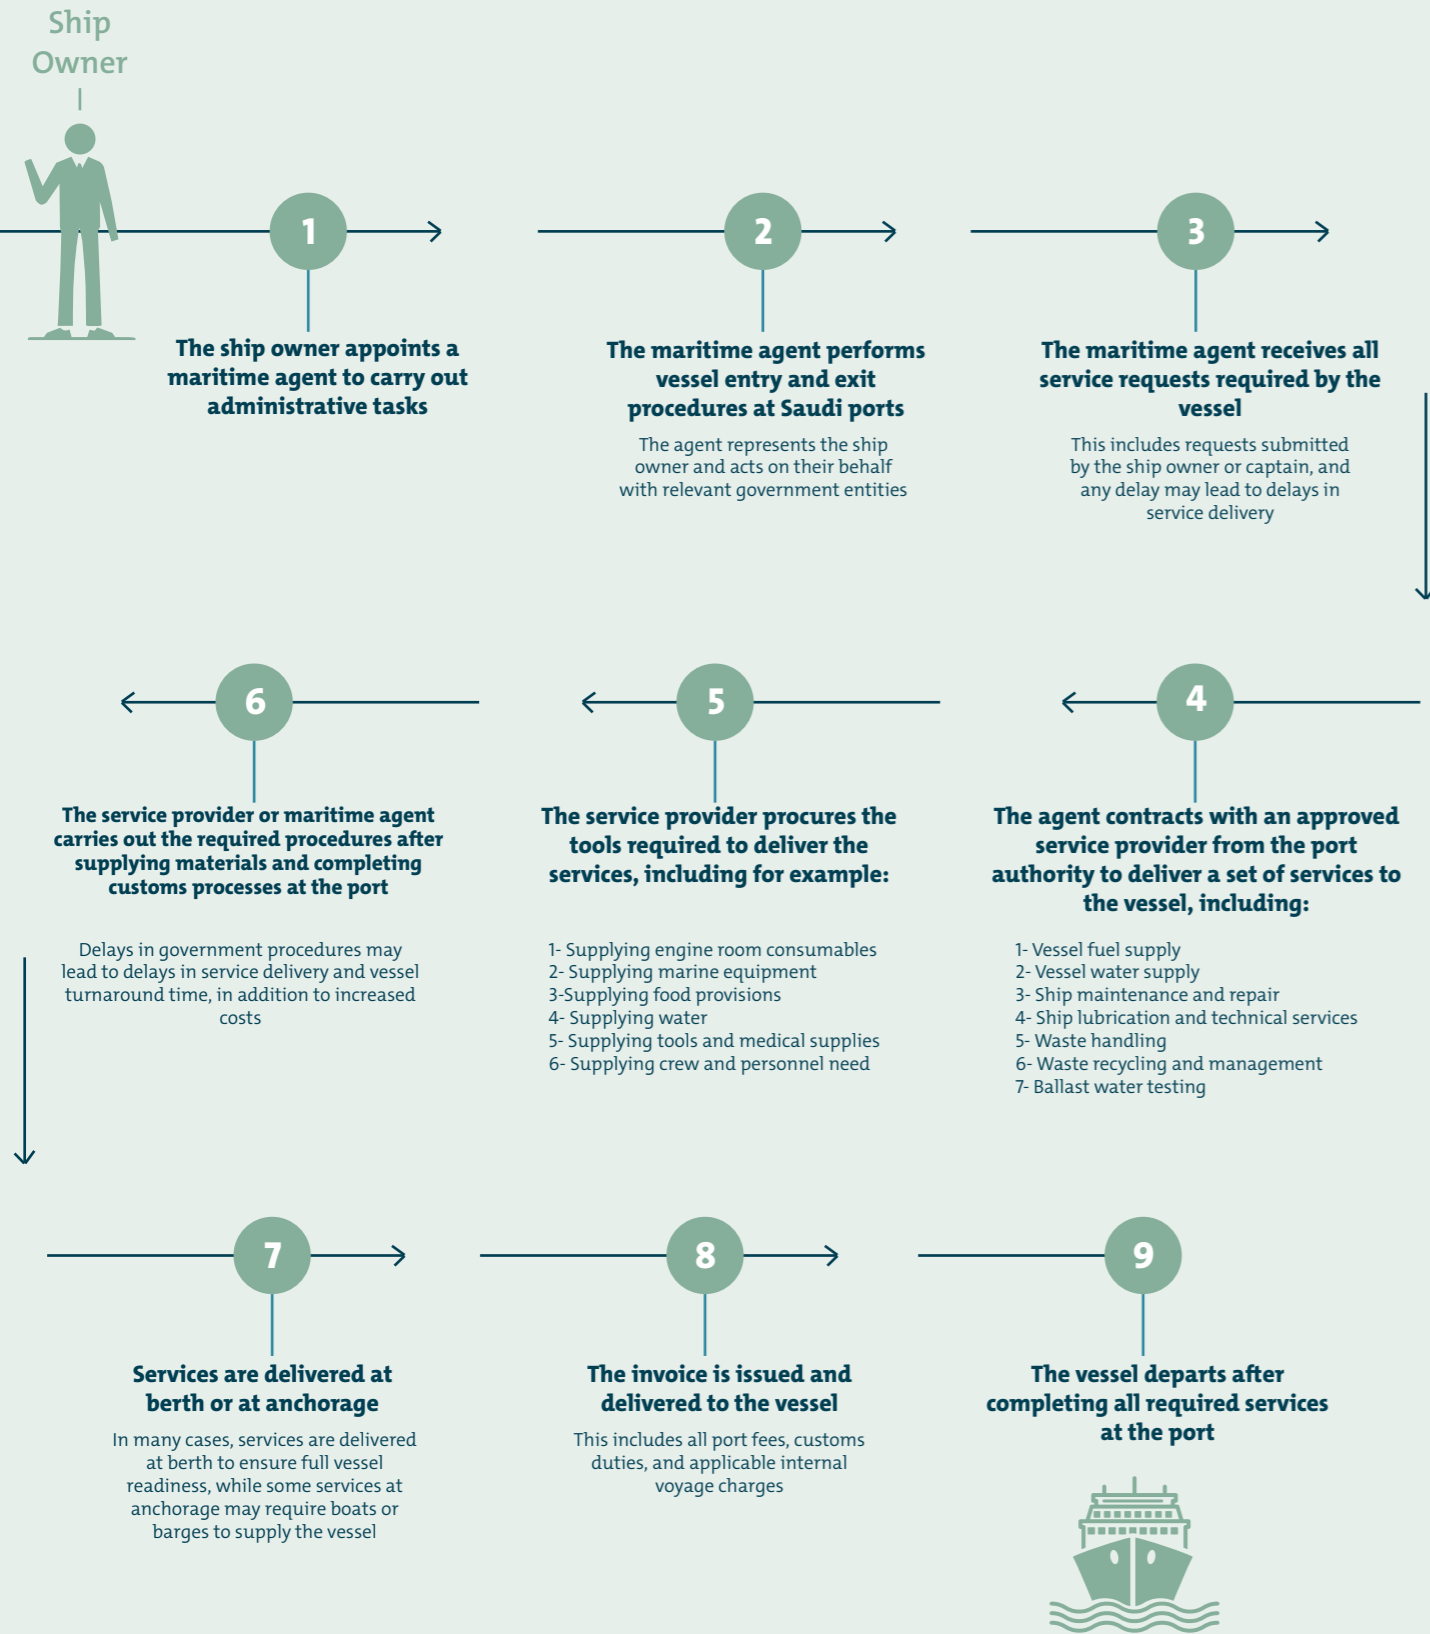 Ship
Owner
1
The ship owner appoints a
maritime agent to carry out
administrative tasks
2
The maritime agent performs
vessel entry and exit
procedures at Saudi ports
The agent represents the ship
owner and acts on their behalf
with relevant government entities
3
The maritime agent receives all
service requests required by the
vessel
This includes requests submitted
by the ship owner or captain, and
any delay may lead to delays in
service delivery
4
The agent contracts with an approved
service provider from the port
authority to deliver a set of services to
the vessel, including:
1- Vessel fuel supply
2- Vessel water supply
3- Ship maintenance and repair
4- Ship lubrication and technical services
5- Waste handling
6- Waste recycling and management
7- Ballast water testing
5
The service provider procures the
tools required to deliver the
services, including for example:
1- Supplying engine room consumables
2- Supplying marine equipment
3-Supplying food provisions
4- Supplying water
5- Supplying tools and medical supplies
6- Supplying crew and personnel need
6
The service provider or maritime agent
carries out the required procedures after
supplying materials and completing
customs processes at the port
Delays in government procedures may
lead to delays in service delivery and vessel
turnaround time, in addition to increased
costs
7
Services are delivered at
berth or at anchorage
In many cases, services are delivered
at berth to ensure full vessel
readiness, while some services at
anchorage may require boats or
barges to supply the vessel
8
The invoice is issued and
delivered to the vessel
This includes all port fees, customs
duties, and applicable internal
voyage charges
9
The vessel departs after
completing all required services
at the port